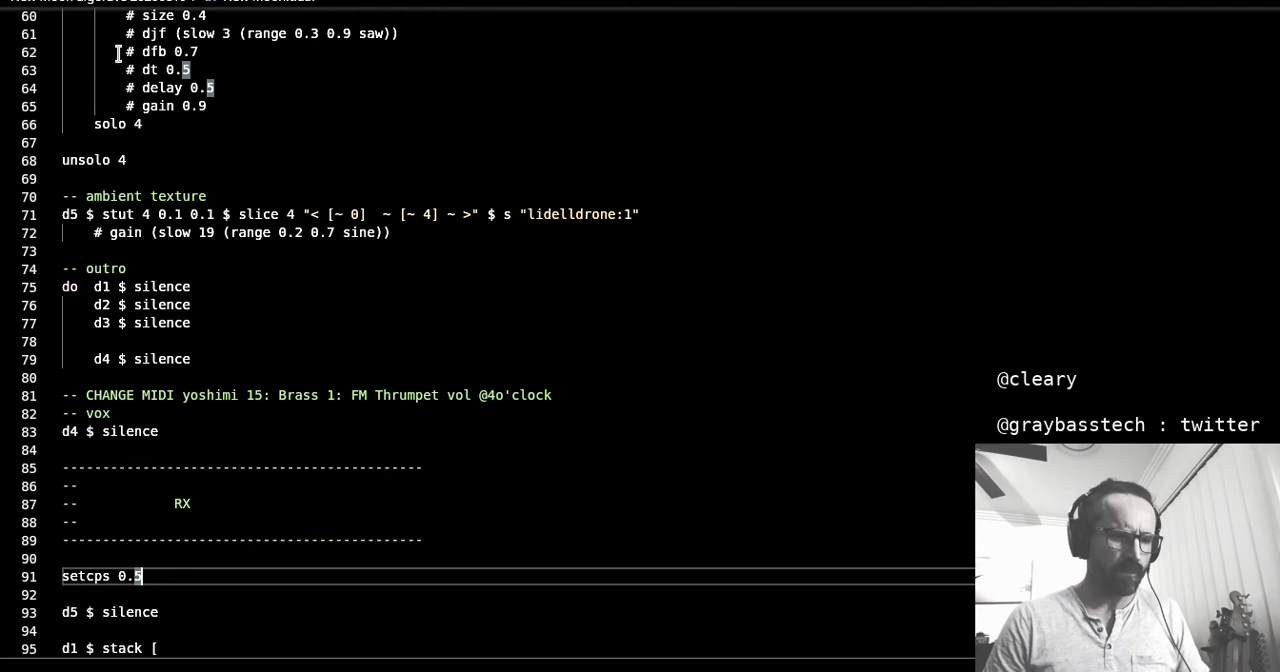 60 # size 0.4
61 # djf (slow 3 (range 0.3 0.9 saw))
62 # dfb 0.7
63 # dt 0.5
64 # delay 0.5
65 # gain 0.9
66 solo 4
67
68 unsolo 4
69
70 -- ambient texture
71 d5 $ stut 4 0.1 0.1 $ slice 4 "< [~ 0]  ~ [~ 4] ~ >" $ s "lidelldrone:1"
72 # gain (slow 19 (range 0.2 0.7 sine))
73
74 -- outro
75 do  d1 $ silence
76 d2 $ silence
77 d3 $ silence
78
79 d4 $ silence
80
81 -- CHANGE MIDI yoshimi 15: Brass 1: FM Thrumpet vol @4o'clock
82 -- vox
83 d4 $ silence
84
85 ---------------------------------------------
86 --
87 -- RX
88 --
89 ---------------------------------------------
90
91 setcps 0.5
92
93 d5 $ silence
94
95 d1 $ stack [
@cleary
@graybasstech : twitter